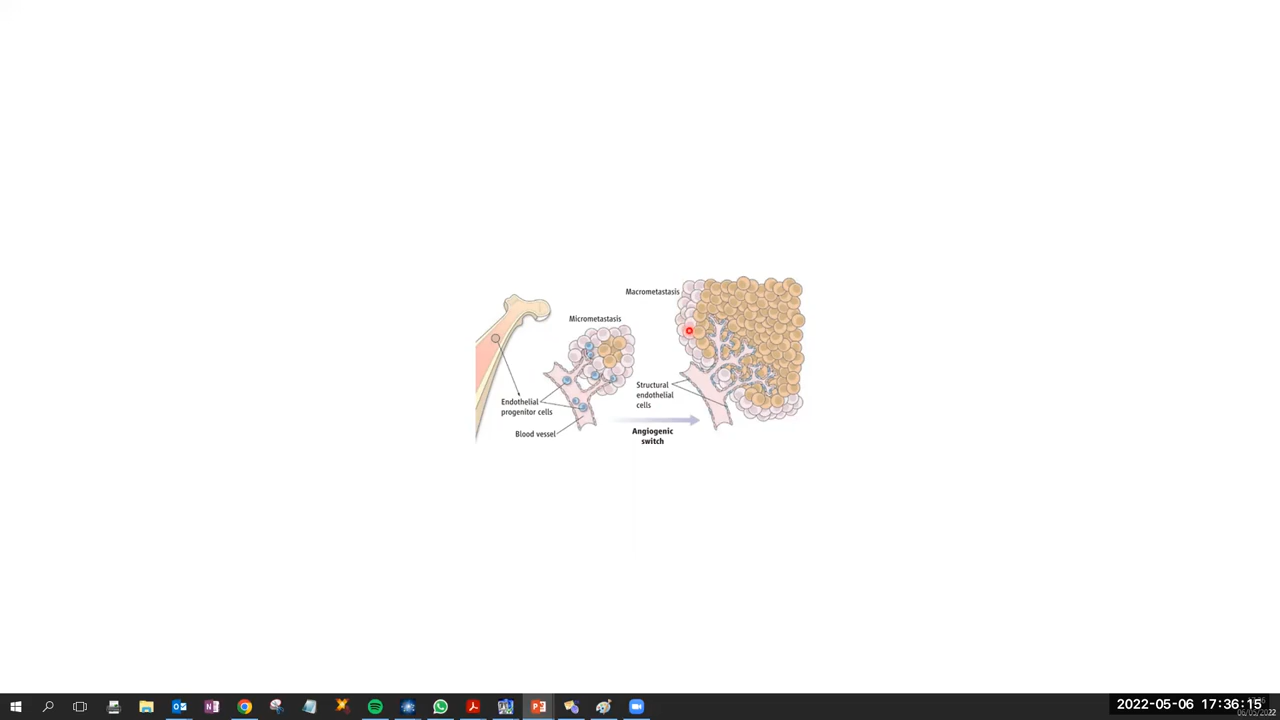 Macrometastasis
Micrometastasis
Structural
endothelial
cells
Endothelial
progenitor cells
Blood vessel
Angiogenic
switch
2022-05-06 17:36:15